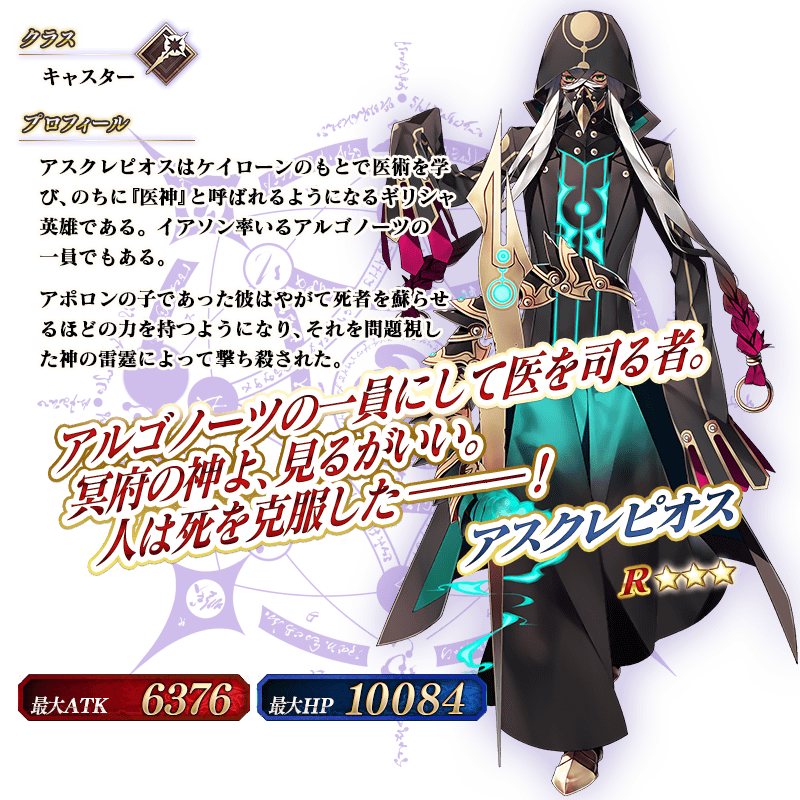 クラス
キャスター
プロフィール
アスクレピオスはケイローンのもとで医術を学
び、のちに『医神』と呼ばれるようになるギリシャ
英雄である。イアソン率いるアルゴノーツの
一員でもある。
アポロンの子であった彼はやがて死者を蘇らせ
るほどの力を持つようになり、それを問題視し
た神の雷霆によって撃ち殺された。
アルゴノーツの一員にして医を司る者。
冥府の神よ、見るがいい。
人は死を克服した――！
アスクレピオス
R☆☆☆
最大ATK 6376
最大HP 10084